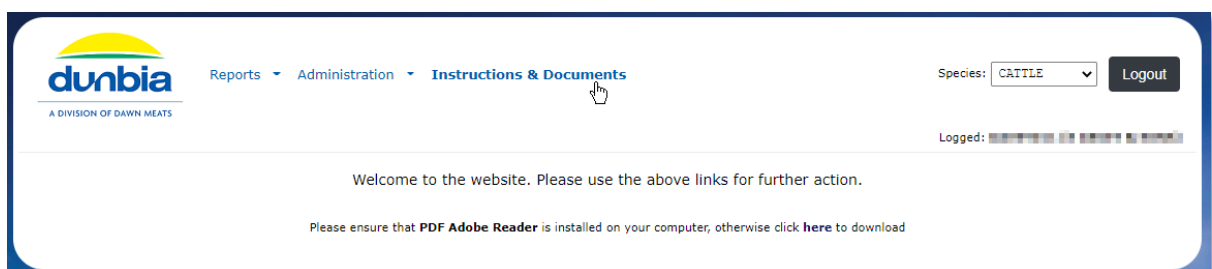 dunbia
A DIVISION OF DAWN MEATS
Reports Administration Instructions & Documents
Species: CATTLE Logout
Logged:
Welcome to the website. Please use the above links for further action.
Please ensure that PDF Adobe Reader is installed on your computer, otherwise click here to download